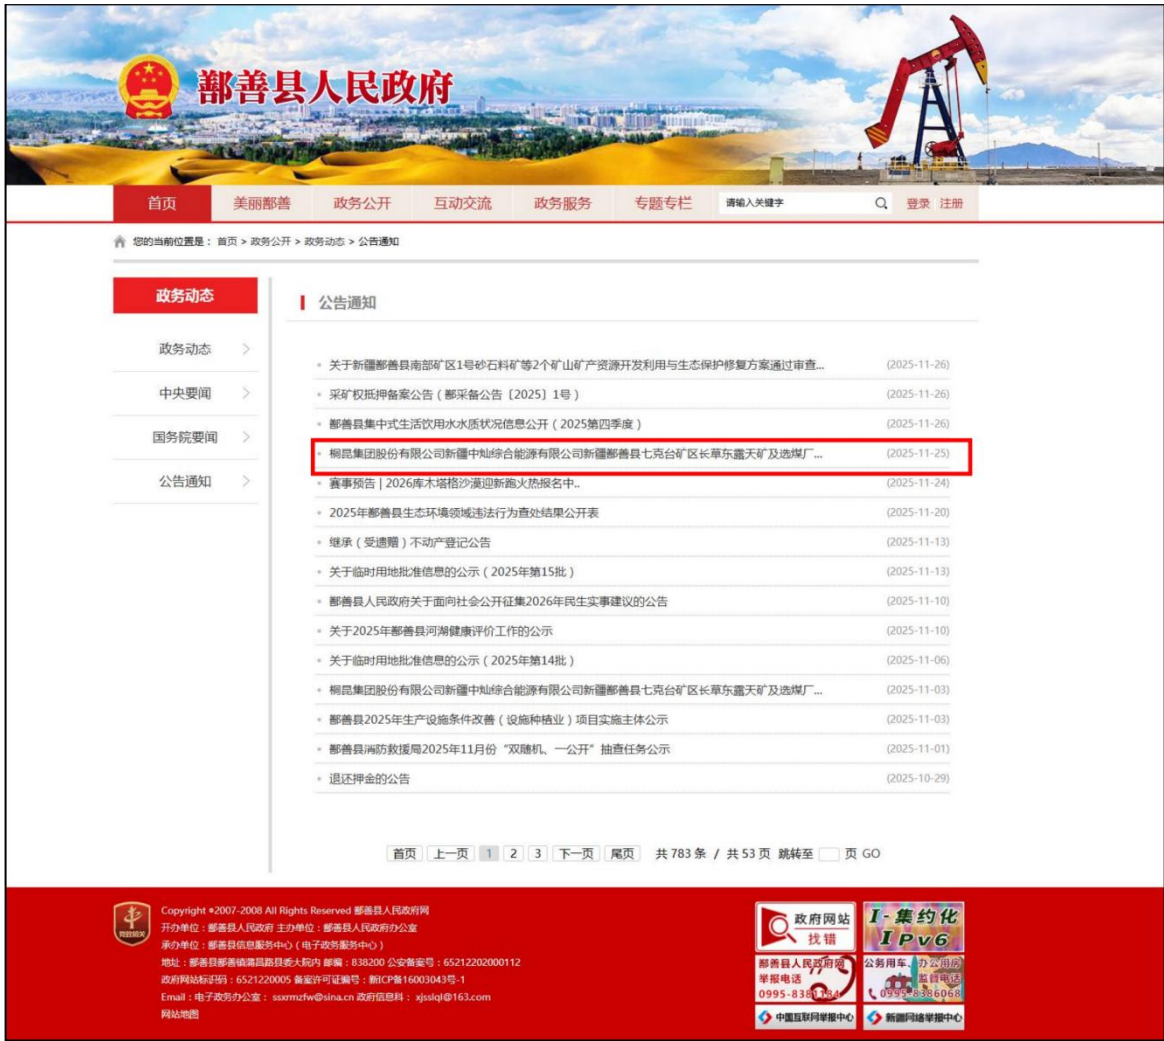 鄯善县人民政府
首页 美丽鄯善 政务公开 互动交流 政务服务 专题专栏 请输入关键字 登录 注册
您的当前位置是： 首页 > 政务公开 > 政务动态 > 公告通知
政务动态
公告通知
政务动态
中央要闻
国务院要闻
公告通知
关于新疆鄯善县南部矿区1号砂石料矿等2个矿山矿产资源开发利用与生态保护修复方案通过审查... (2025-11-26)
采矿权抵押备案公告（鄯采备公告〔2025〕1号） (2025-11-26)
鄯善县集中式生活饮用水水质状况信息公开（2025第四季度） (2025-11-26)
桐昆集团股份有限公司新疆中灿综合能源有限公司新疆鄯善县七克台矿区长草东露天矿及选煤厂... (2025-11-25)
赛事预告 | 2026库木塔格沙漠迎新跑火热报名中.. (2025-11-24)
2025年鄯善县生态环境领域违法行为查处结果公开表 (2025-11-20)
继承（受遗赠）不动产登记公告 (2025-11-13)
关于临时用地批准信息的公示（2025年第15批） (2025-11-13)
鄯善县人民政府关于面向社会公开征集2026年民生实事建议的公告 (2025-11-10)
关于2025年鄯善县河湖健康评价工作的公示 (2025-11-10)
关于临时用地批准信息的公示（2025年第14批） (2025-11-06)
桐昆集团股份有限公司新疆中灿综合能源有限公司新疆鄯善县七克台矿区长草东露天矿及选煤厂... (2025-11-03)
鄯善县2025年生产设施条件改善（设施种植业）项目实施主体公示 (2025-11-03)
鄯善县消防救援局2025年11月份“双随机、一公开”抽查任务公示 (2025-11-01)
退还押金的公告 (2025-10-29)
首页 上一页 1 2 3 下一页 尾页 共 783 条 / 共 53 页 跳转至 页 GO
Copyright ©2007-2008 All Rights Reserved 鄯善县人民政府网
开办单位：鄯善县人民政府 主办单位：鄯善县人民政府办公室
承办单位：鄯善县信息服务中心（电子政务服务中心）
地址：鄯善县鄯善镇蒲昌路县委大院内 邮编：838200 公安备案号：65212202000112
政府网站标识码：6521220005 备案许可证编号：新ICP备16003043号-1
Email：电子政务办公室：ssxrmzfw@sina.cn 政府信息科： xjsslql@163.com
网站地图
党政机关
政府网站
找错
I-集约化
IPv6
鄯善县人民政府网
举报电话
0995-8381184
公务用车、办公用房
监督电话
0995-8386068
中国互联网举报中心
新疆网络举报中心